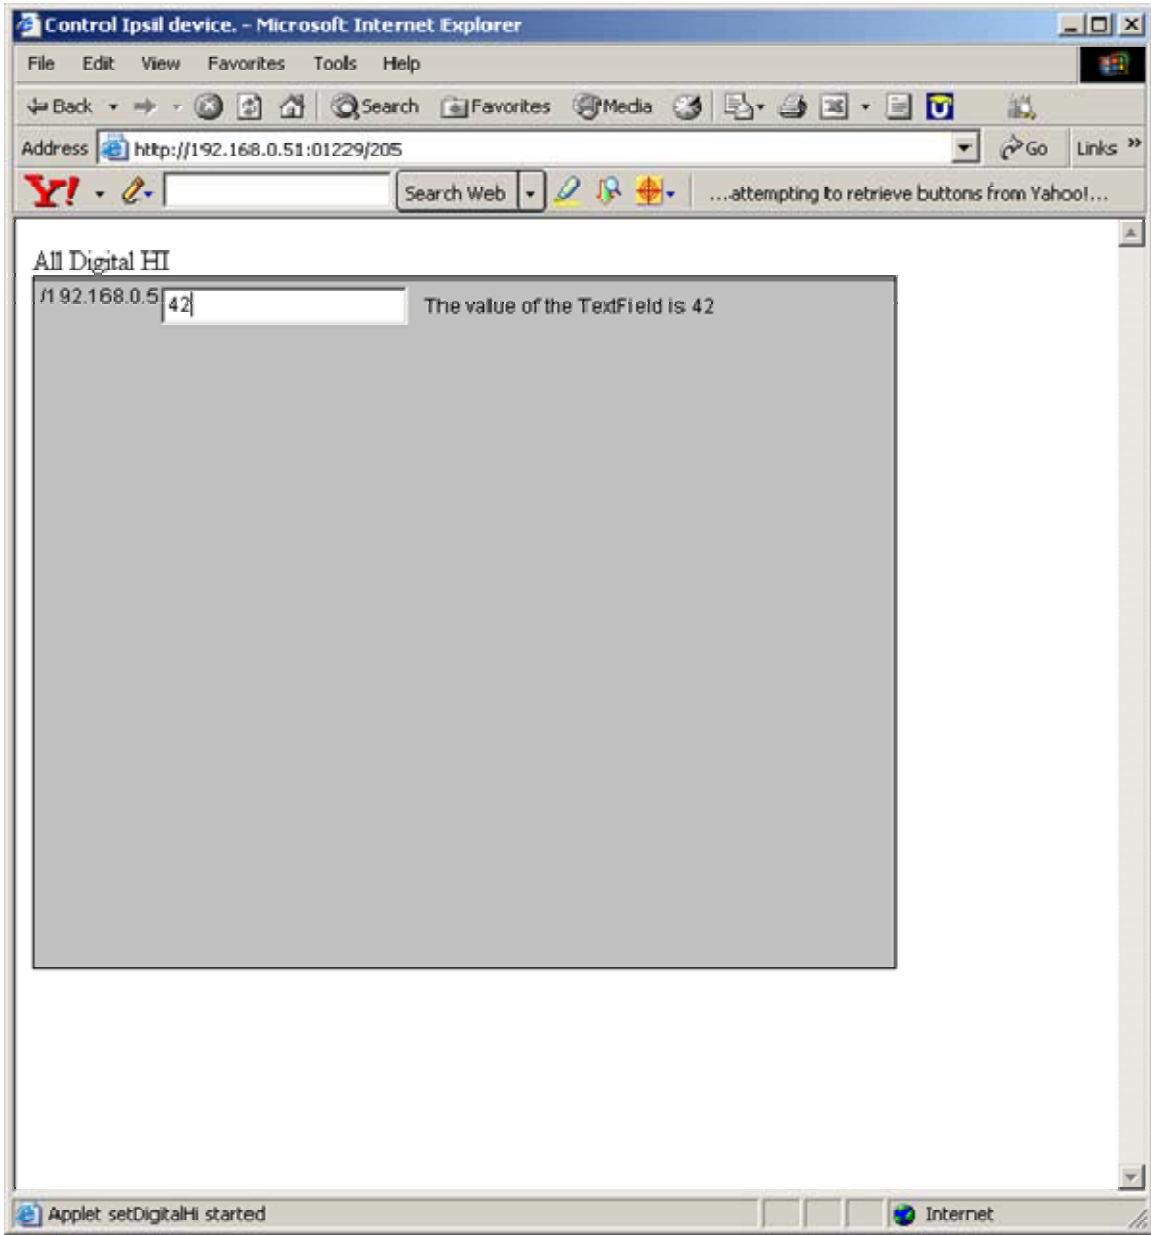 Control Ipsil device. - Microsoft Internet Explorer
File Edit View Favorites Tools Help
Back Search Favorites Media
Address http://192.168.0.51:01229/205 Go Links »
Y! Search Web ...attempting to retrieve buttons from Yahoo!...
All Digital HI
/192.168.0.5 42 The value of the TextField is 42
Applet setDigitalHi started Internet